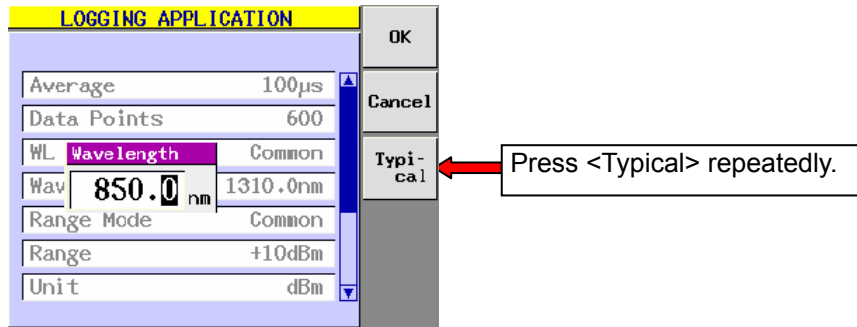 LOGGING APPLICATION
Average 100µs
Data Points 600
WL Common
Wavelength
Wav 1310.0nm
850.0 nm
Range Mode Common
Range +10dBm
Unit dBm
OK
Cancel
Typi-
cal
Press <Typical> repeatedly.